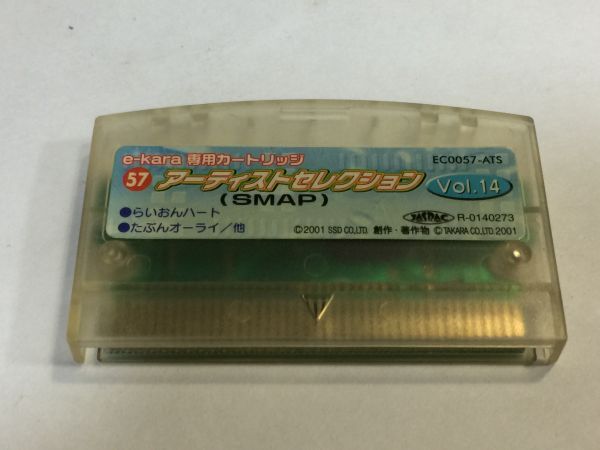 e-kara 専用カートリッジ
EC0057-ATS
57 アーティストセレクション Vol.14
(SMAP)
●らいおんハート
JASRAC R-0140273
●たぶんオーライ/他
©2001 SSD CO,LTD. 創作・著作物 ©TAKARA CO,LTD.2001